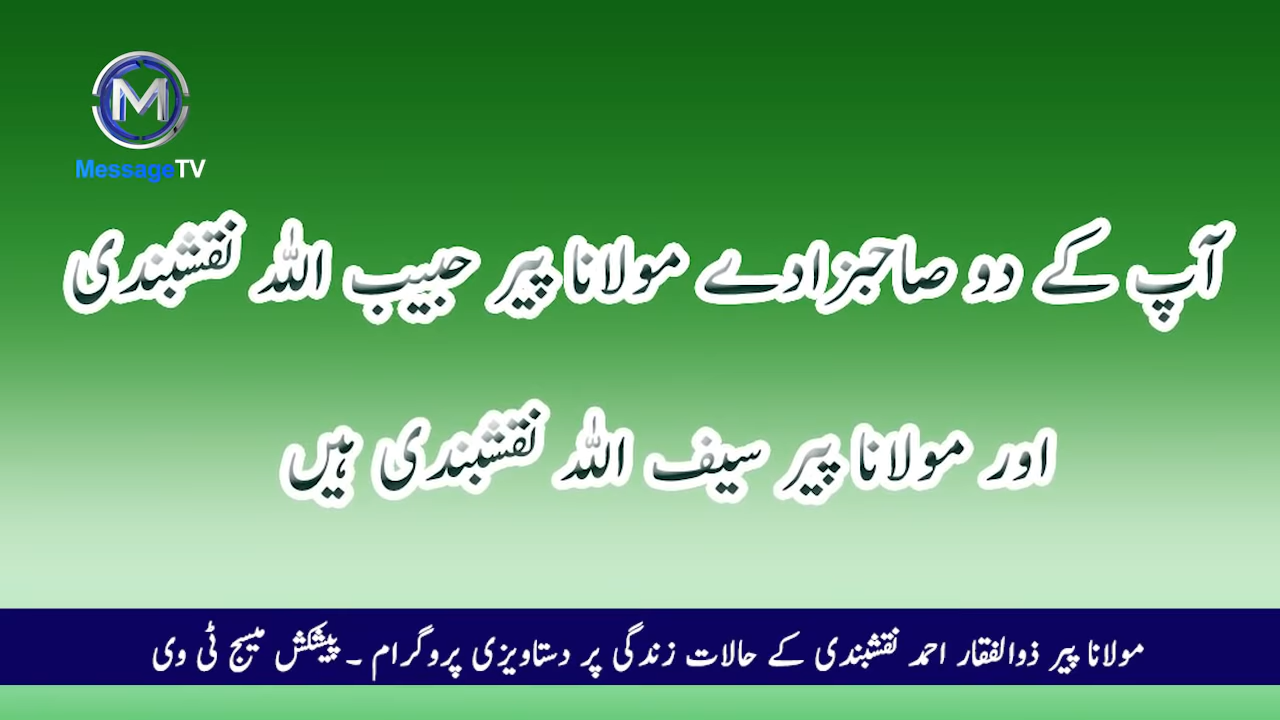 MessageTV
آپ کے دو صاحبزادے مولانا پیر حبیب اللہ نقشبندی
اور مولانا پیر سیف اللہ نقشبندی ہیں
مولانا پیر ذوالفقار احمد نقشبندی کے حالات زندگی پر دستاویزی پروگرام ۔ پیشکش میسج ٹی وی